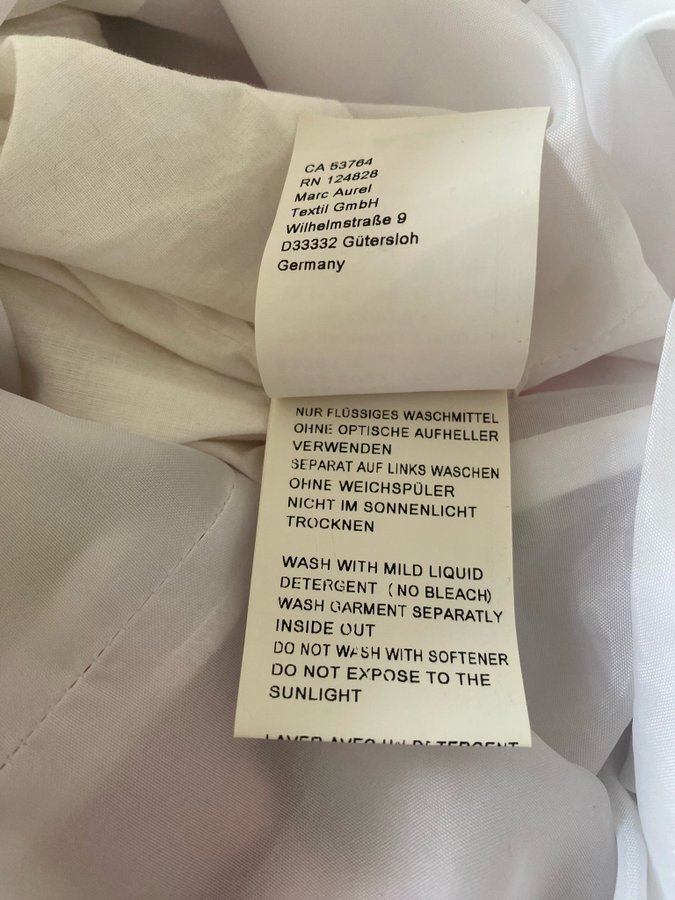 CA 53764
RN 124828
Marc Aurel
Textil GmbH
Wilhelmstraße 9
D33332 Gütersloh
Germany
NUR FLÜSSIGES WASCHMITTEL
OHNE OPTISCHE AUFHELLER
VERWENDEN
SEPARAT AUF LINKS WASCHEN
OHNE WEICHSPÜLER
NICHT IM SONNENLICHT
TROCKNEN
WASH WITH MILD LIQUID
DETERGENT ( NO BLEACH)
WASH GARMENT SEPARATLY
INSIDE OUT
DO NOT WASH WITH SOFTENER
DO NOT EXPOSE TO THE
SUNLIGHT
LAVER AVEC